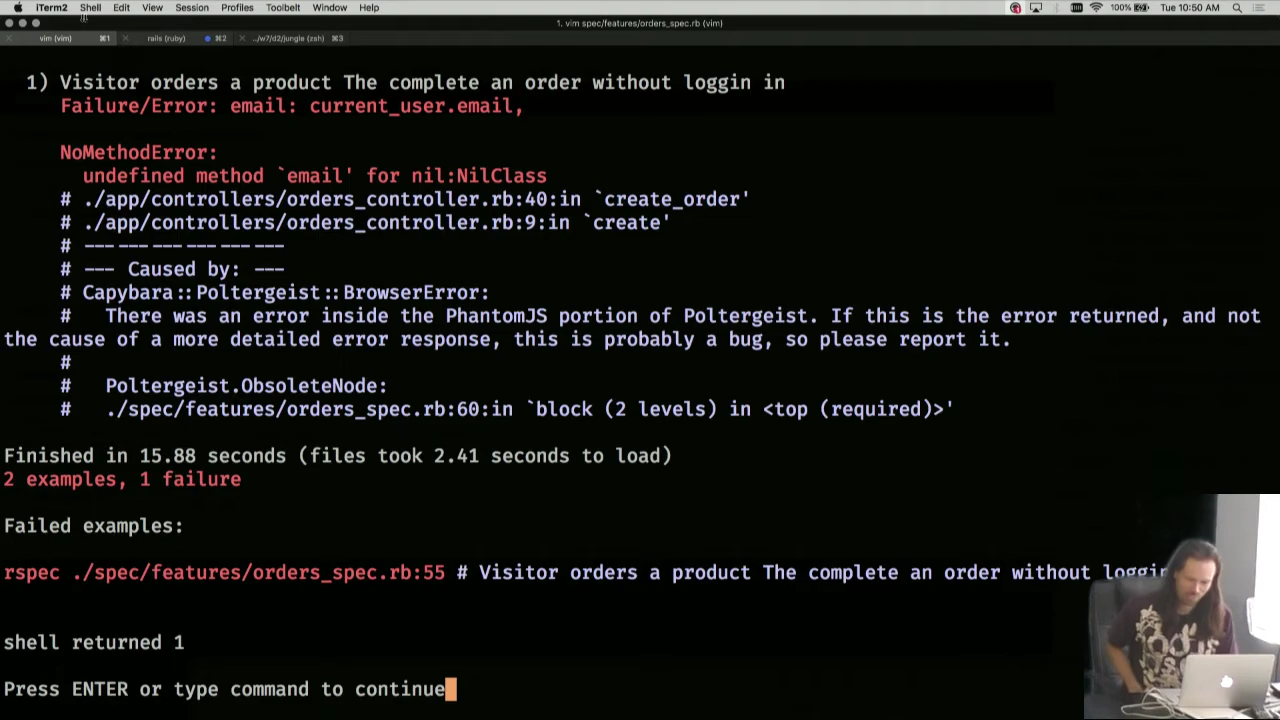 iTerm2 Shell Edit View Session Profiles Toolbelt Window Help 100% Tue 10:50 AM
1. vim spec/features/orders_spec.rb (vim)
vim (vim) ⌘1 rails (ruby) ⌘2 ../w7/d2/jungle (zsh) ⌘3
1) Visitor orders a product The complete an order without loggin in
Failure/Error: email: current_user.email,
NoMethodError:
undefined method `email' for nil:NilClass
# ./app/controllers/orders_controller.rb:40:in `create_order'
# ./app/controllers/orders_controller.rb:9:in `create'
# ------------------
# --- Caused by: ---
# Capybara::Poltergeist::BrowserError:
# There was an error inside the PhantomJS portion of Poltergeist. If this is the error returned, and not
the cause of a more detailed error response, this is probably a bug, so please report it.
#
# Poltergeist.ObsoleteNode:
# ./spec/features/orders_spec.rb:60:in `block (2 levels) in <top (required)>'
Finished in 15.88 seconds (files took 2.41 seconds to load)
2 examples, 1 failure
Failed examples:
rspec ./spec/features/orders_spec.rb:55 # Visitor orders a product The complete an order without loggin
shell returned 1
Press ENTER or type command to continue